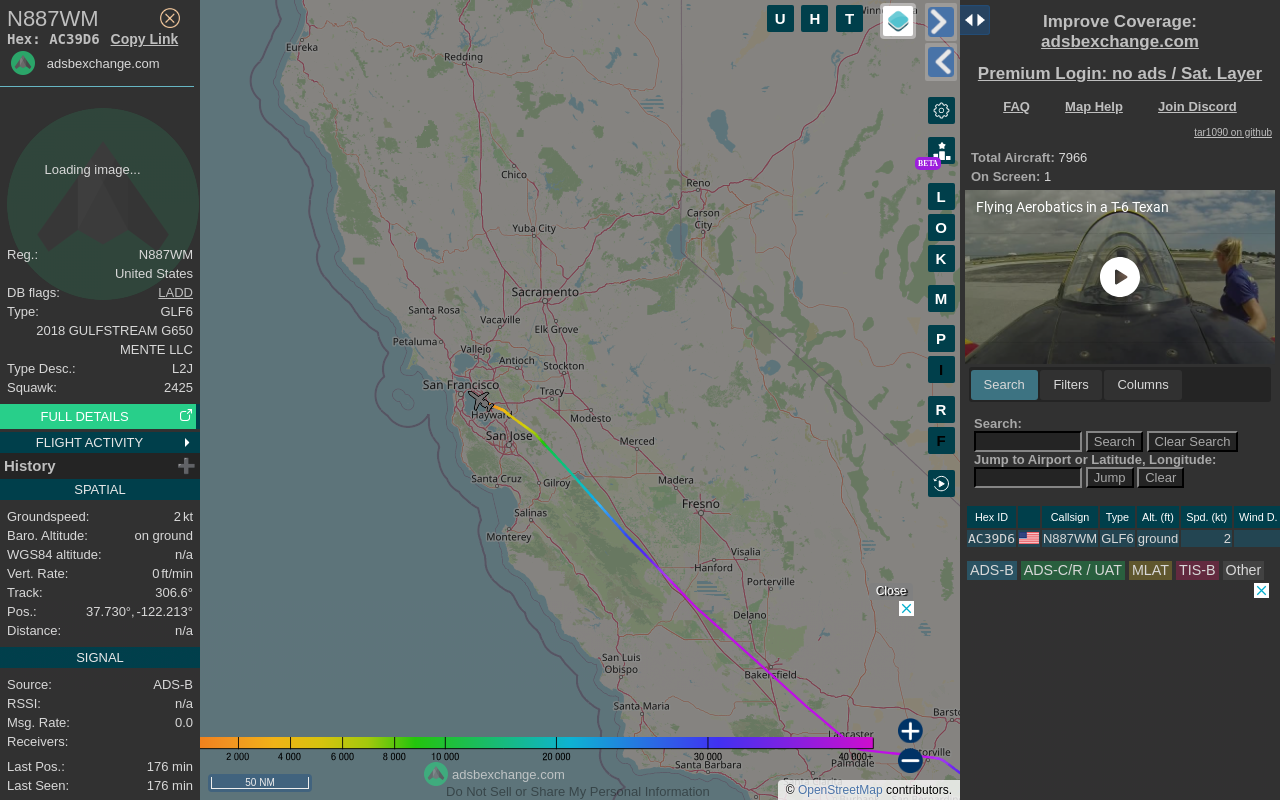 N887WM
Hex: AC39D6 Copy Link
adsbexchange.com
Loading image...
Reg.: N887WM
United States
DB flags: LADD
Type: GLF6
2018 GULFSTREAM G650
MENTE LLC
Type Desc.: L2J
Squawk: 2425
FULL DETAILS
FLIGHT ACTIVITY
History
SPATIAL
Groundspeed: 2 kt
Baro. Altitude: on ground
WGS84 altitude: n/a
Vert. Rate: 0 ft/min
Track: 306.6°
Pos.: 37.730°, -122.213°
Distance: n/a
SIGNAL
Source: ADS-B
RSSI: n/a
Msg. Rate: 0.0
Receivers:
Last Pos.: 176 min
Last Seen: 176 min
U H T
BETA
L
O
K
M
P
I
R
F
Eureka
Redding
Chico
Reno
Carson
City
Yuba City
Sacramento
Santa Rosa
Vacaville
Elk Grove
Petaluma
Vallejo
Antioch
Stockton
San Francisco
Tracy
Hayward
Modesto
San Jose
Merced
Santa Cruz
Gilroy
Madera
Fresno
Salinas
Monterey
Visalia
Hanford
Porterville
Delano
San Luis
Obispo
Bakersfield
Santa Maria
Lancaster
Palmdale
Santa Barbara
Close
2 000 4 000 6 000 8 000 10 000 20 000 30 000 40 000+
50 NM
adsbexchange.com
Do Not Sell or Share My Personal Information
© OpenStreetMap contributors.
Improve Coverage:
adsbexchange.com
Premium Login: no ads / Sat. Layer
FAQ Map Help Join Discord
tar1090 on github
Total Aircraft: 7966
On Screen: 1
Flying Aerobatics in a T-6 Texan
Search Filters Columns
Search:
Search Clear Search
Jump to Airport or Latitude, Longitude:
Jump Clear
Hex ID Callsign Type Alt. (ft) Spd. (kt) Wind D.
AC39D6 N887WM GLF6 ground 2
ADS-B ADS-C/R / UAT MLAT TIS-B Other